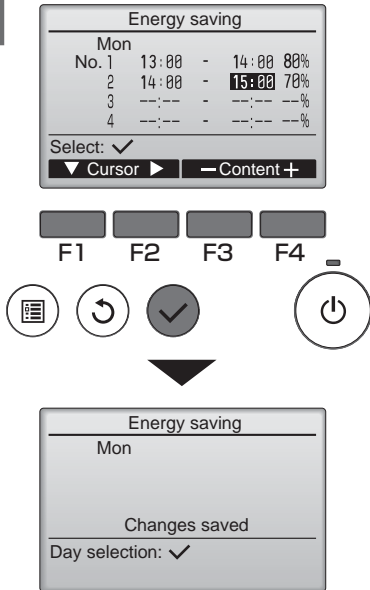 Energy saving
Mon
No. 1 13:00 - 14:00 80%
2 14:00 - 15:00 70%
3 --:-- - --:-- --%
4 --:-- - --:-- --%
Select: ✓
▼ Cursor ▶ −Content+
F1 F2 F3 F4
Energy saving
Mon
Changes saved
Day selection: ✓